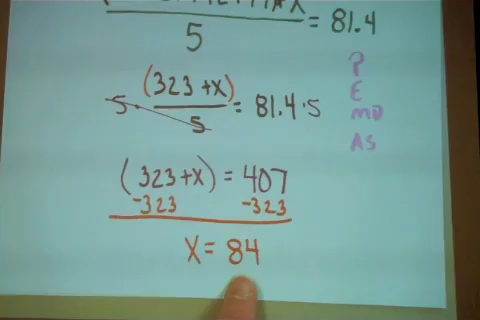 5 = 81.4
5 · (323 + x) / 5 = 81.4 · 5
P
E
MD
AS
(323 + x) = 407
-323 -323
x = 84